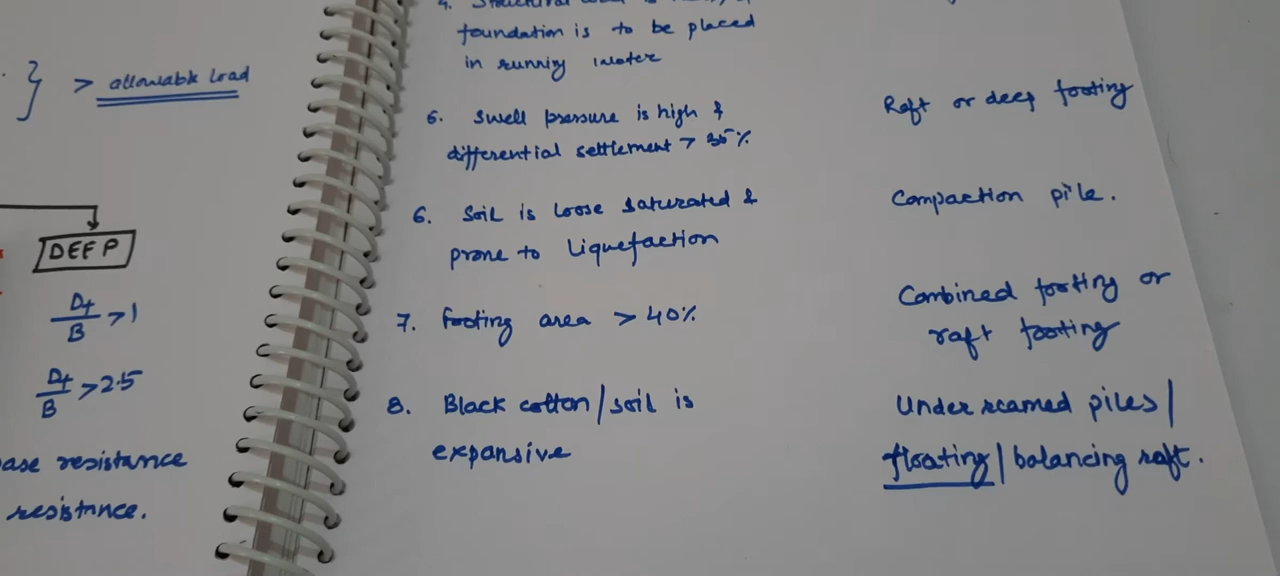 } > allowable load
DEEP
Df/B > 1
Df/B > 2.5
ase resistance
resistance.
foundation is to be placed
in running water
6. Swell pressure is high &
differential settlement > 35%
Raft or deep footing
6. Soil is loose saturated &
prone to liquefaction
Compaction pile.
7. footing area > 40%
Combined footing or
raft footing
8. Black cotton/soil is
expansive
Under reamed piles/
floating/balancing raft.